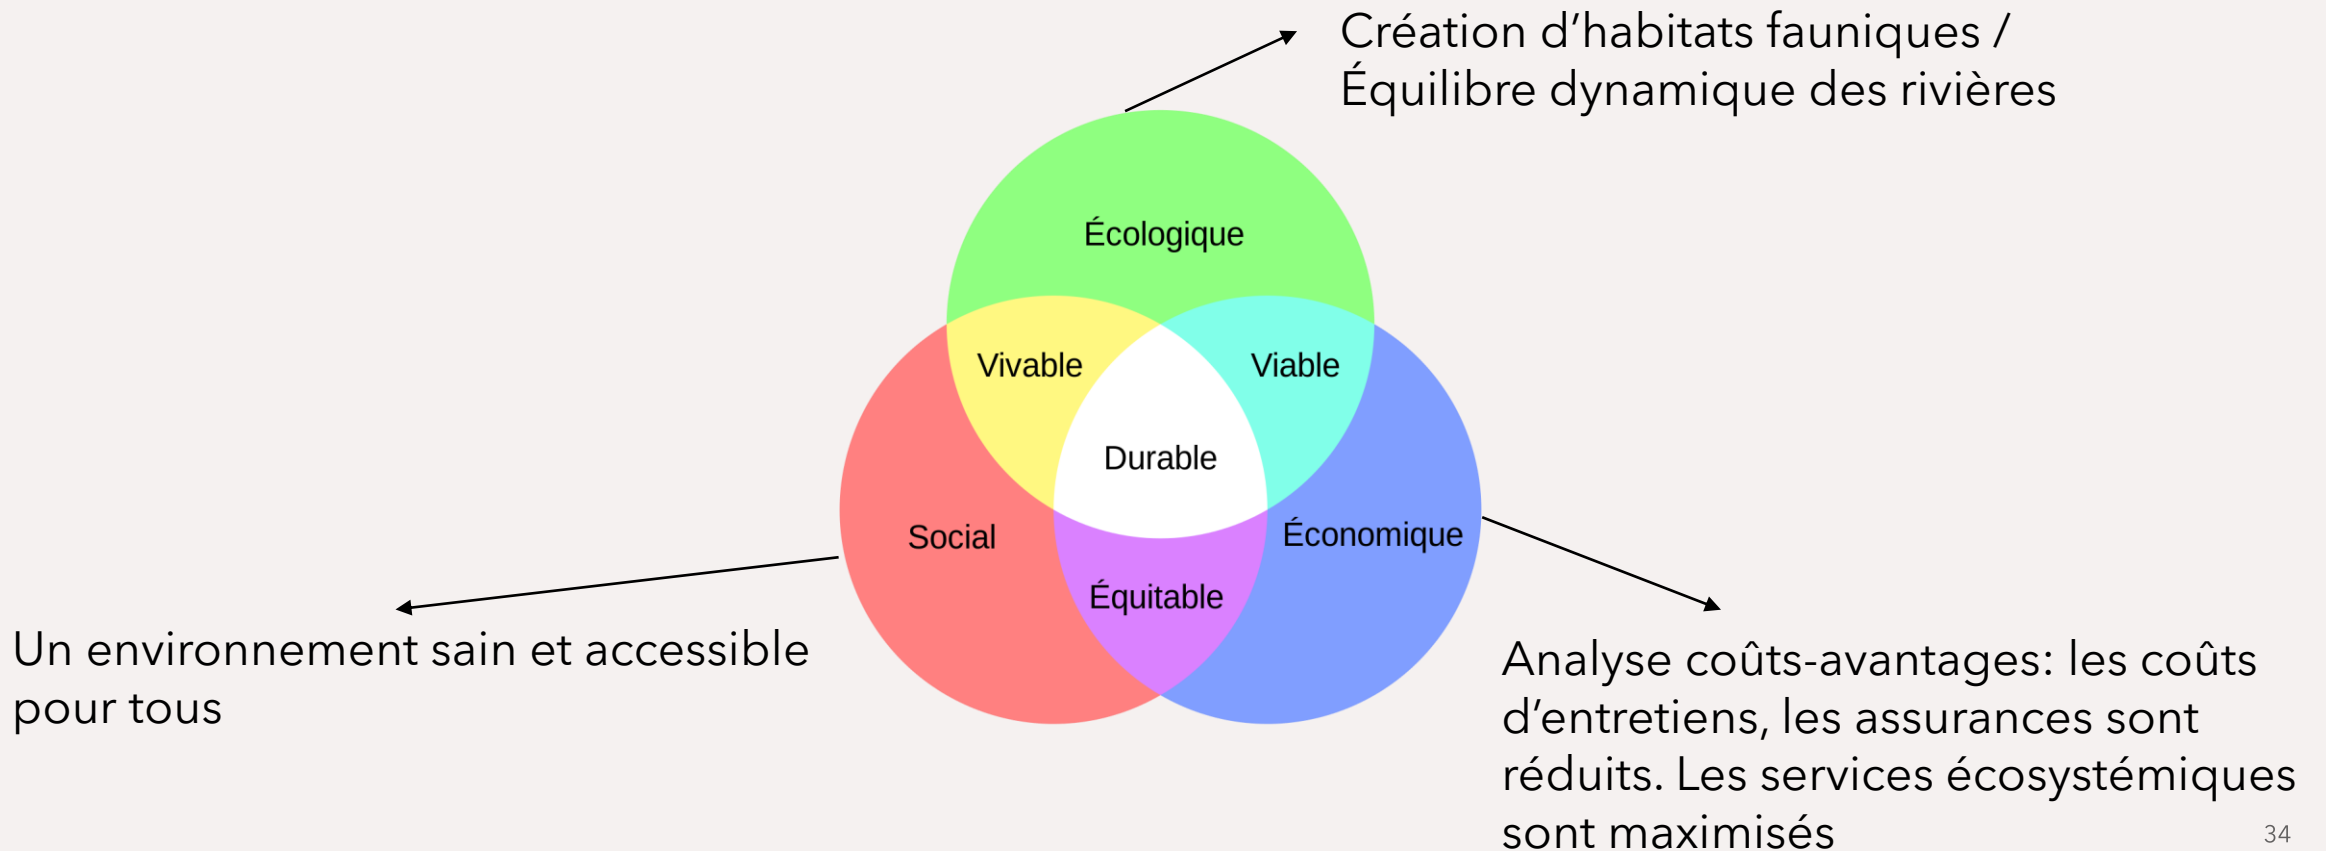 Création d’habitats fauniques /
Équilibre dynamique des rivières
Écologique
Vivable
Viable
Durable
Social
Économique
Équitable
Un environnement sain et accessible
pour tous
Analyse coûts-avantages: les coûts
d’entretiens, les assurances sont
réduits. Les services écosystémiques
sont maximisés
34